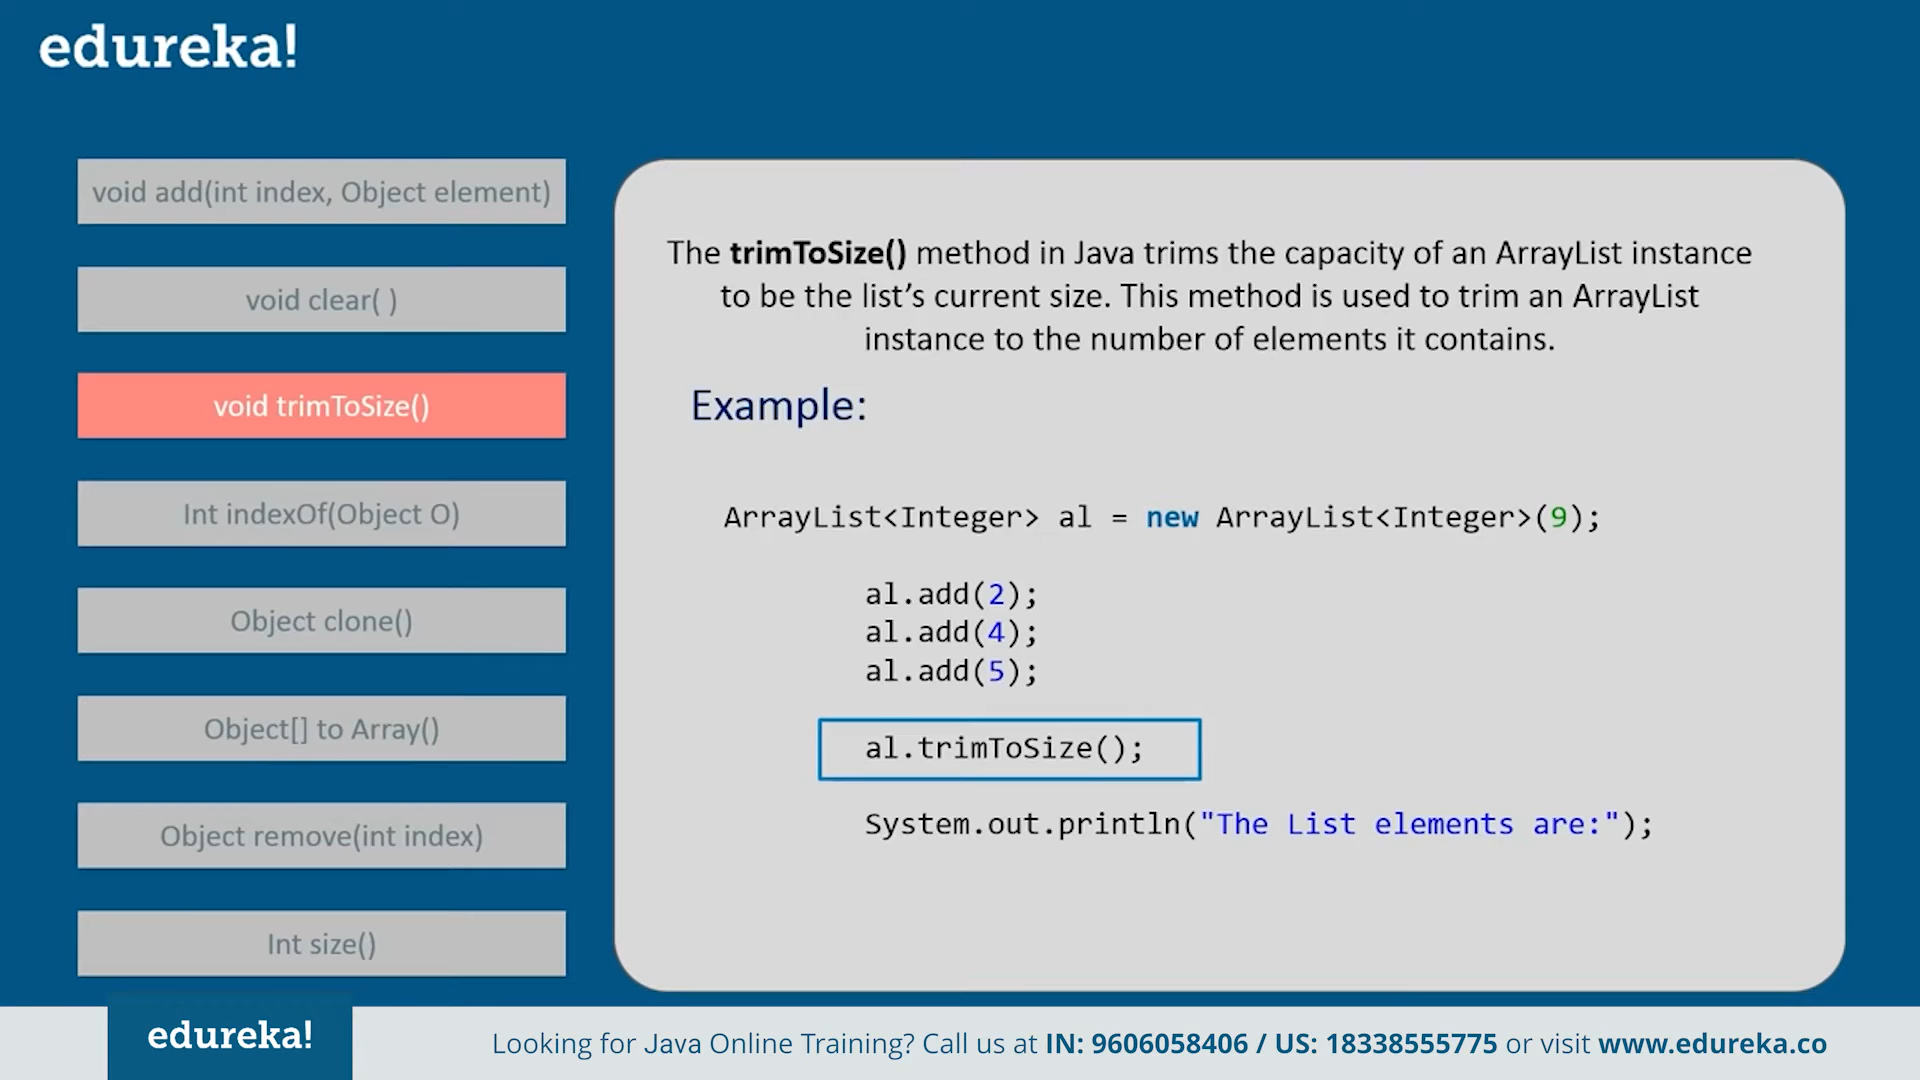 edureka!
void add(int index, Object element)
void clear( )
void trimToSize()
Int indexOf(Object O)
Object clone()
Object[] to Array()
Object remove(int index)
Int size()
The trimToSize() method in Java trims the capacity of an ArrayList instance
to be the list’s current size. This method is used to trim an ArrayList
instance to the number of elements it contains.
Example:
ArrayList<Integer> al = new ArrayList<Integer>(9);
al.add(2);
al.add(4);
al.add(5);
al.trimToSize();
System.out.println("The List elements are:");
edureka!
Looking for Java Online Training? Call us at IN: 9606058406 / US: 18338555775 or visit www.edureka.co